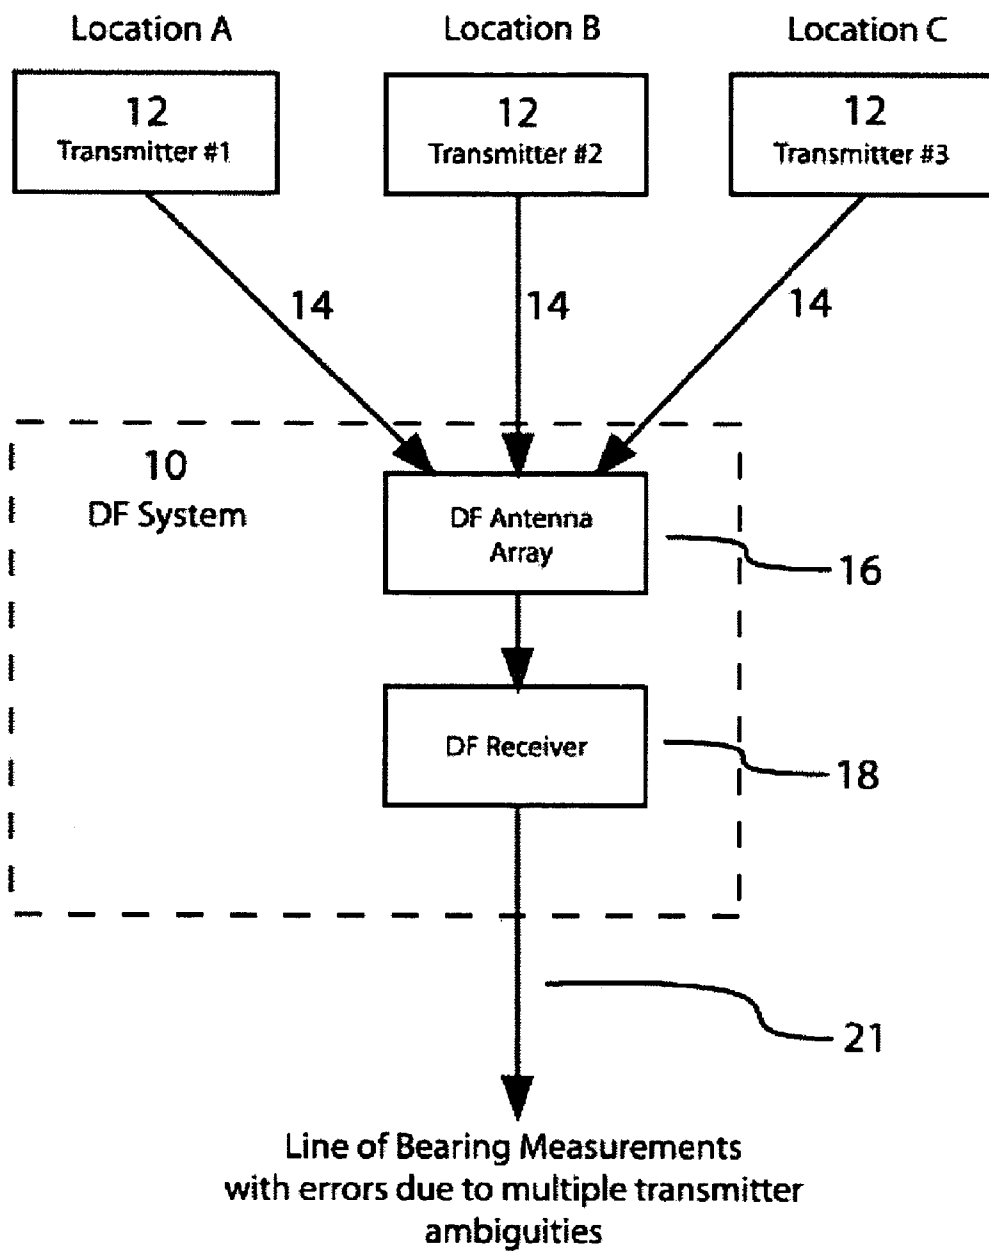 Location A
Location B
Location C
12
Transmitter #1
12
Transmitter #2
12
Transmitter #3
14
14
14
10
DF System
DF Antenna
Array
16
DF Receiver
18
21
Line of Bearing Measurements
with errors due to multiple transmitter
ambiguities